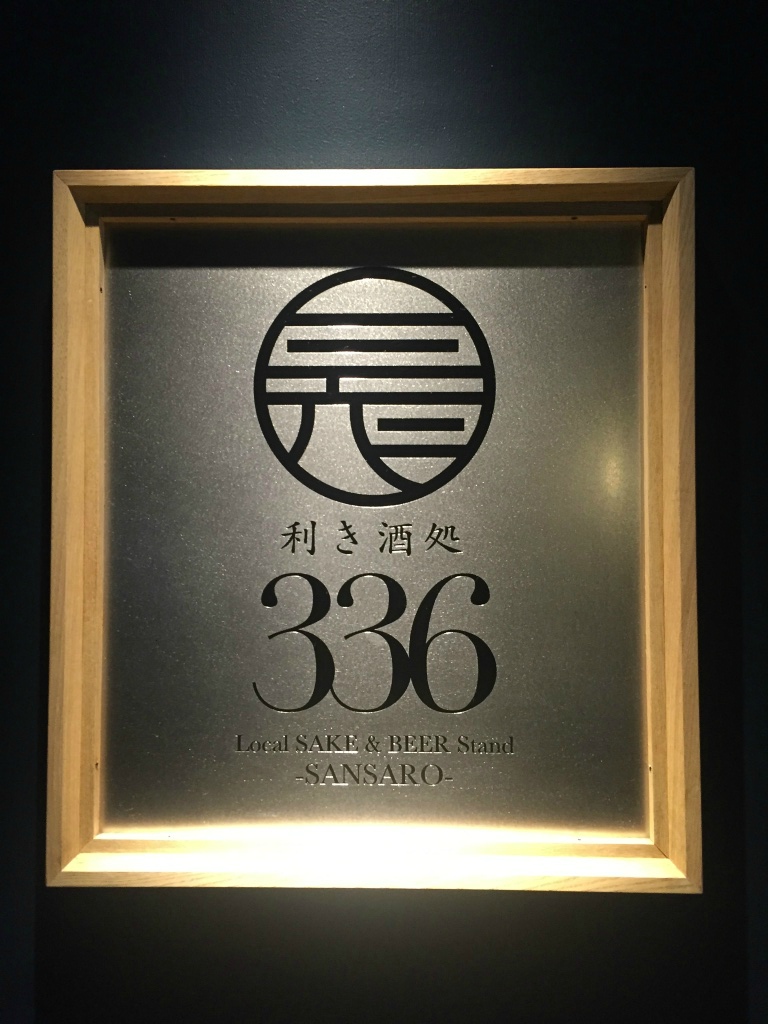 利き酒処
336
Local SAKE & BEER Stand
-SANSARO-